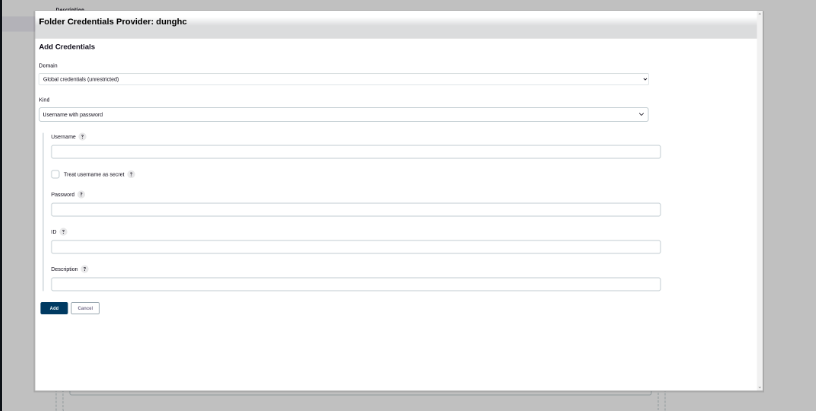 Description
Folder Credentials Provider: dunghc
Add Credentials
Domain
Global credentials (unrestricted)
Kind
Username with password
Username ?
Treat username as secret ?
Password ?
ID ?
Description ?
Add Cancel